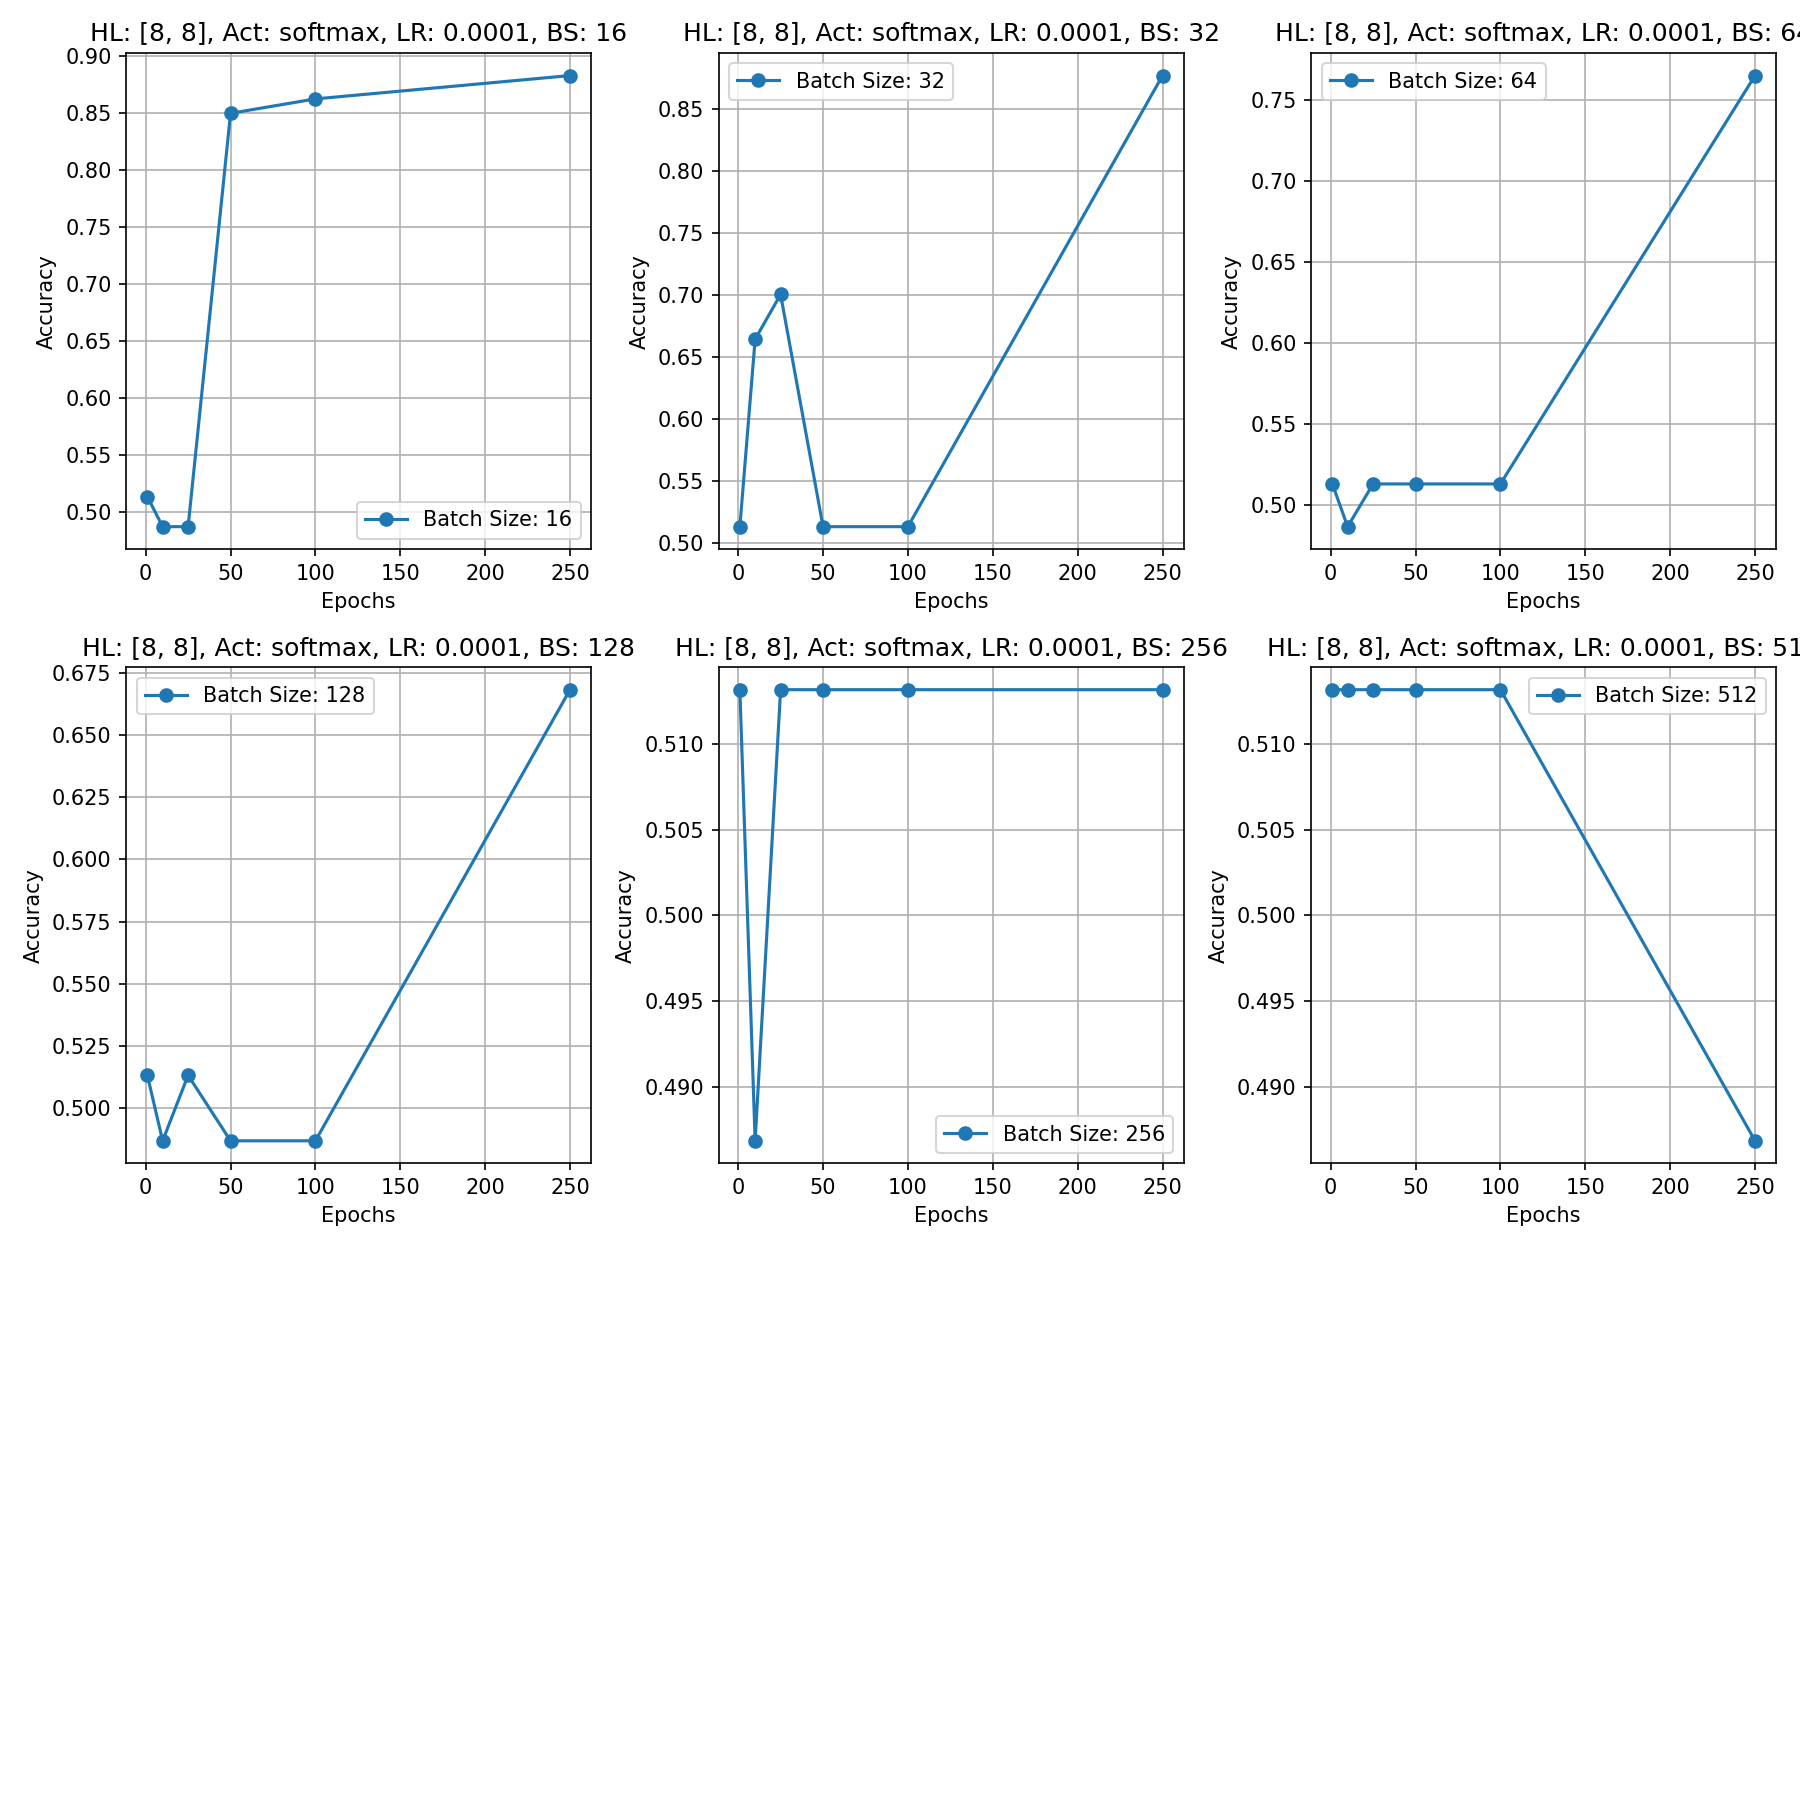 HL: [8, 8], Act: softmax, LR: 0.0001, BS: 16
0.90
0.85
0.80
0.75
0.70
0.65
0.60
0.55
0.50
Accuracy
Batch Size: 16
0 50 100 150 200 250
Epochs
HL: [8, 8], Act: softmax, LR: 0.0001, BS: 32
Batch Size: 32
0.85
0.80
0.75
0.70
0.65
0.60
0.55
0.50
Accuracy
0 50 100 150 200 250
Epochs
HL: [8, 8], Act: softmax, LR: 0.0001, BS: 64
Batch Size: 64
0.75
0.70
0.65
0.60
0.55
0.50
Accuracy
0 50 100 150 200 250
Epochs
HL: [8, 8], Act: softmax, LR: 0.0001, BS: 128
0.675
Batch Size: 128
0.650
0.625
0.600
0.575
0.550
0.525
0.500
Accuracy
0 50 100 150 200 250
Epochs
HL: [8, 8], Act: softmax, LR: 0.0001, BS: 256
0.510
0.505
0.500
0.495
0.490
Accuracy
Batch Size: 256
0 50 100 150 200 250
Epochs
HL: [8, 8], Act: softmax, LR: 0.0001, BS: 51
Batch Size: 512
0.510
0.505
0.500
0.495
0.490
Accuracy
0 50 100 150 200 250
Epochs